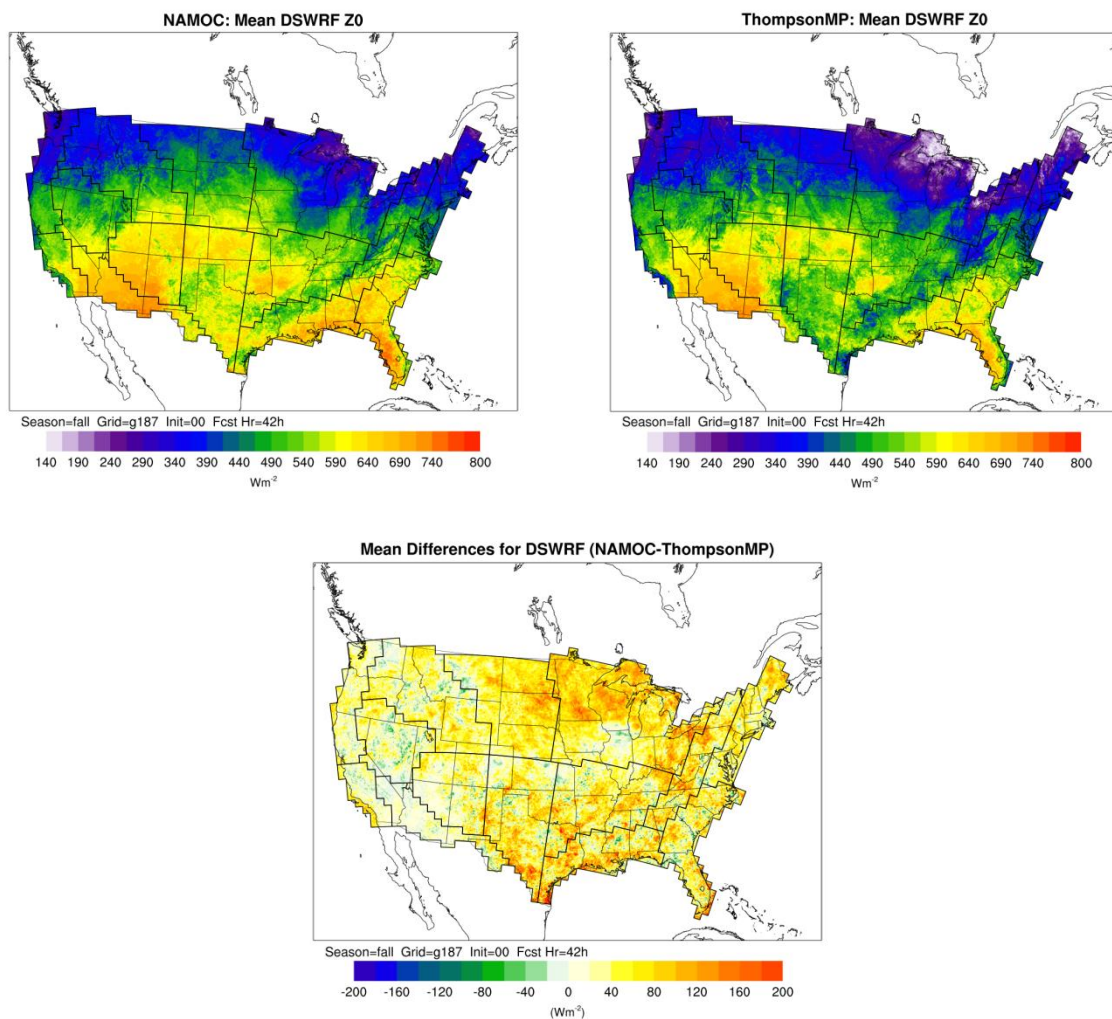 NAMOC: Mean DSWRF Z0
Season=fall Grid=g187 Init=00 Fcst Hr=42h
140 190 240 290 340 390 440 490 540 590 640 690 740 800
Wm-2
ThompsonMP: Mean DSWRF Z0
Season=fall Grid=g187 Init=00 Fcst Hr=42h
140 190 240 290 340 390 440 490 540 590 640 690 740 800
Wm-2
Mean Differences for DSWRF (NAMOC-ThompsonMP)
Season=fall Grid=g187 Init=00 Fcst Hr=42h
-200 -160 -120 -80 -40 0 40 80 120 160 200
(Wm-2)